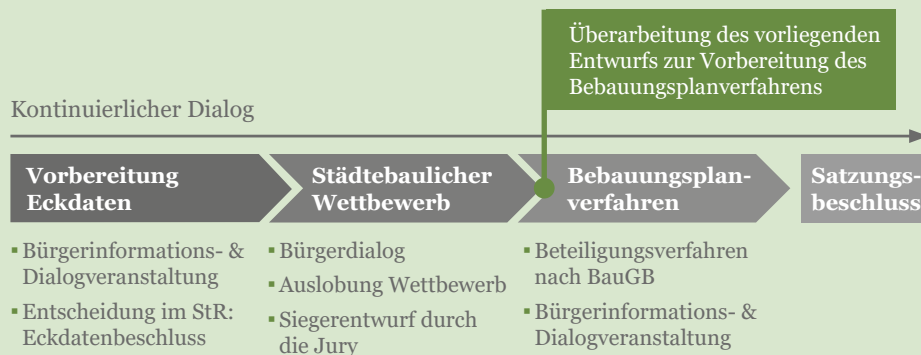 Überarbeitung des vorliegenden
Entwurfs zur Vorbereitung des
Bebauungsplanverfahrens
Kontinuierlicher Dialog
Vorbereitung
Eckdaten
▪ Bürgerinformations- &
Dialogveranstaltung
▪ Entscheidung im StR:
Eckdatenbeschluss
Städtebaulicher
Wettbewerb
▪ Bürgerdialog
▪ Auslobung Wettbewerb
▪ Siegerentwurf durch
die Jury
Bebauungsplan-
verfahren
▪ Beteiligungsverfahren
nach BauGB
▪ Bürgerinformations- &
Dialogveranstaltung
Satzungs-
beschluss